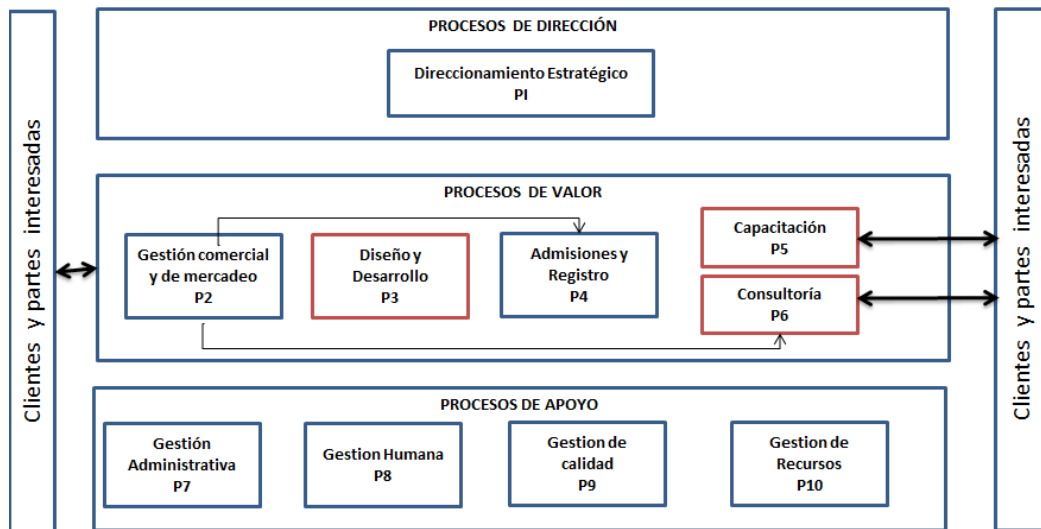 Clientes y partes interesadas
PROCESOS DE DIRECCIÓN
Direccionamiento Estratégico
PI
PROCESOS DE VALOR
Gestión comercial
y de mercadeo
P2
Diseño y
Desarrollo
P3
Admisiones y
Registro
P4
Capacitación
P5
Consultoría
P6
PROCESOS DE APOYO
Gestión
Administrativa
P7
Gestion Humana
P8
Gestion de
calidad
P9
Gestion de
Recursos
P10
Clientes y partes interesadas